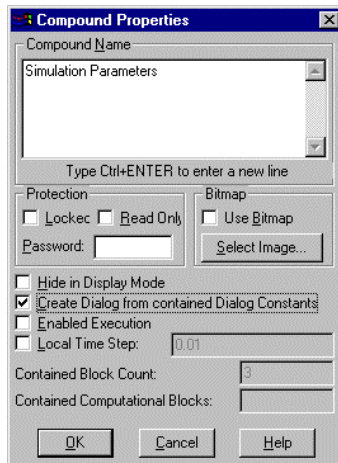 Compound Properties
Compound Name
Simulation Parameters
Type Ctrl+ENTER to enter a new line
Protection
Bitmap
Locked Read Only
Use Bitmap
Password:
Select Image...
Hide in Display Mode
Create Dialog from contained Dialog Constants
Enabled Execution
Local Time Step: 0.01
Contained Block Count: 3
Contained Computational Blocks:
OK Cancel Help